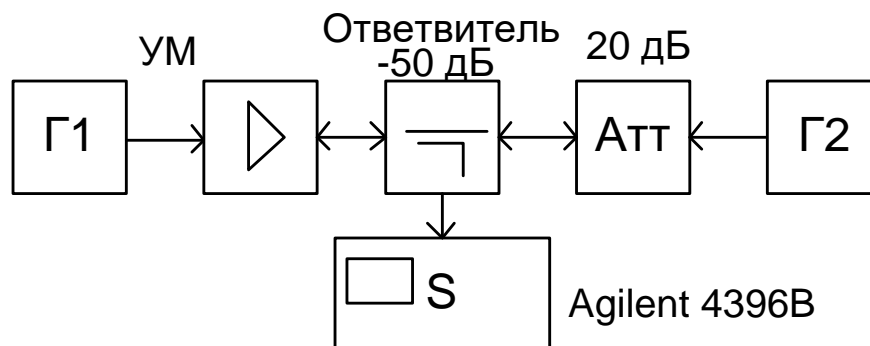 Ответвитель
УМ
-50 дБ
20 дБ
Г1
Атт
Г2
S
Agilent 4396B